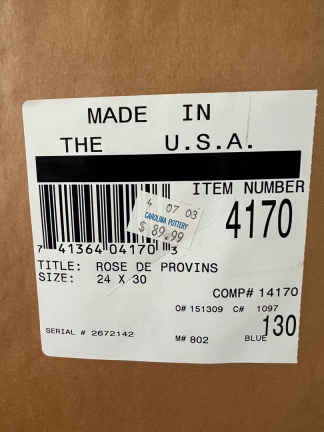 MADE IN
THE U.S.A.
ITEM NUMBER
4170
4 07 03
CAROLINA POTTERY
$ 89.99
7 41364 04170 3
TITLE: ROSE DE PROVINS
SIZE: 24 X 30
COMP# 14170
O# 151309 C# 1097
130
SERIAL # 2672142 M# 802 BLUE